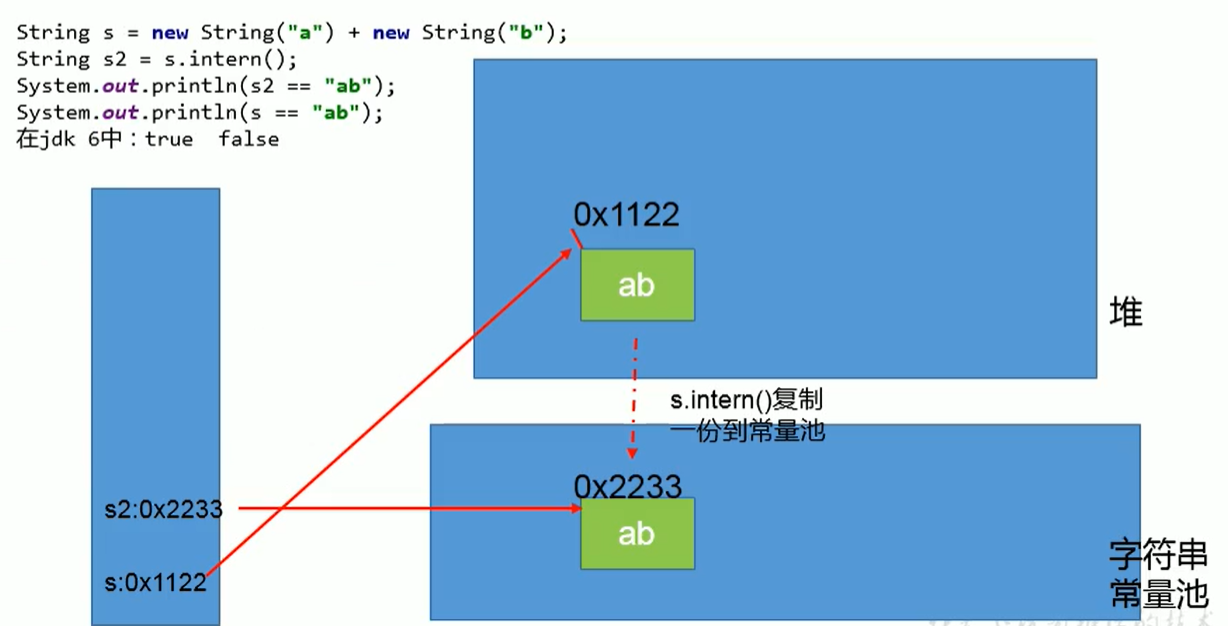 String s = new String("a") + new String("b");
String s2 = s.intern();
System.out.println(s2 == "ab");
System.out.println(s == "ab");
在jdk 6中：true  false
0x1122
ab
堆
s.intern()复制
一份到常量池
0x2233
ab
s2:0x2233
s:0x1122
字符串
常量池